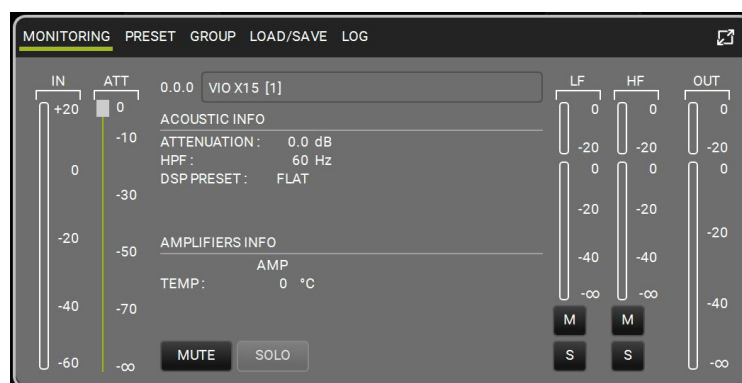 MONITORING PRESET GROUP LOAD/SAVE LOG
IN ATT LF HF OUT
0.0.0 VIO X15 [1]
+20 0 0 0 0
ACOUSTIC INFO
-10 ATTENUATION : 0.0 dB -20 -20 -20
HPF : 60 Hz
0 0 0 0
DSP PRESET : FLAT
-30
-20 -20
-20 -20
AMPLIFIERS INFO
-50 -40 -40
AMP
TEMP : 0 °C
-∞ -∞
-40 -70 -40
M M
MUTE SOLO S S
-60 -∞ -∞